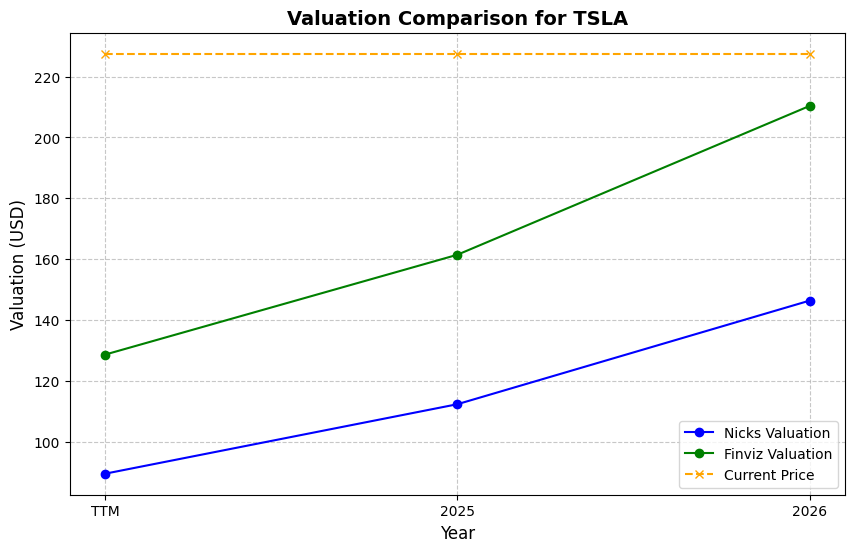 Valuation Comparison for TSLA
Valuation (USD)
220
200
180
160
140
120
100
TTM
2025
2026
Year
Nicks Valuation
Finviz Valuation
Current Price